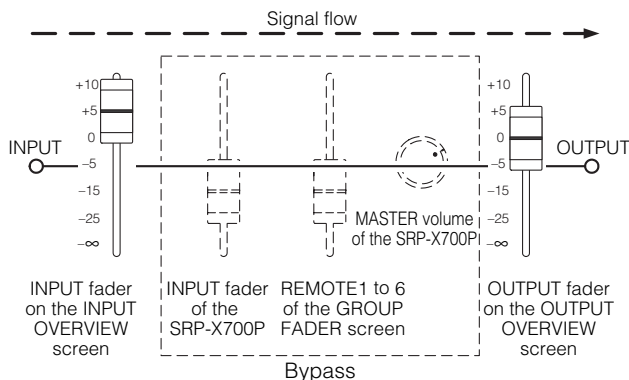 Signal flow
+10
+5
0
INPUT
−5
−15
−25
−∞
INPUT fader
on the INPUT
OVERVIEW
screen
INPUT fader
of the
SRP-X700P
REMOTE1 to 6
of the GROUP
FADER screen
MASTER volume
of the SRP-X700P
+10
+5
0
OUTPUT
−5
−15
−25
−∞
OUTPUT fader
on the OUTPUT
OVERVIEW
screen
Bypass